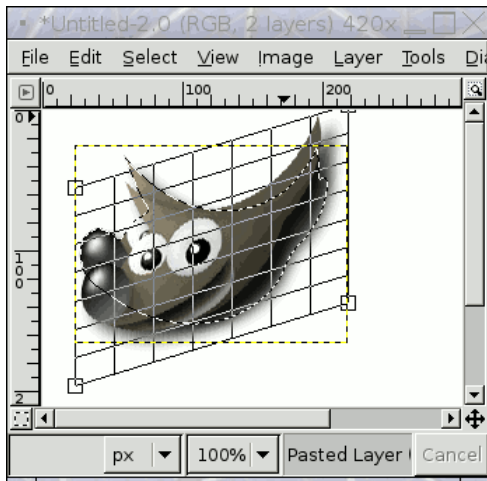 *Untitled-2.0 (RGB, 2 layers) 420x
File Edit Select View Image Layer Tools Dia
0 100 200
0
100
2
px 100% Pasted Layer ( Cancel